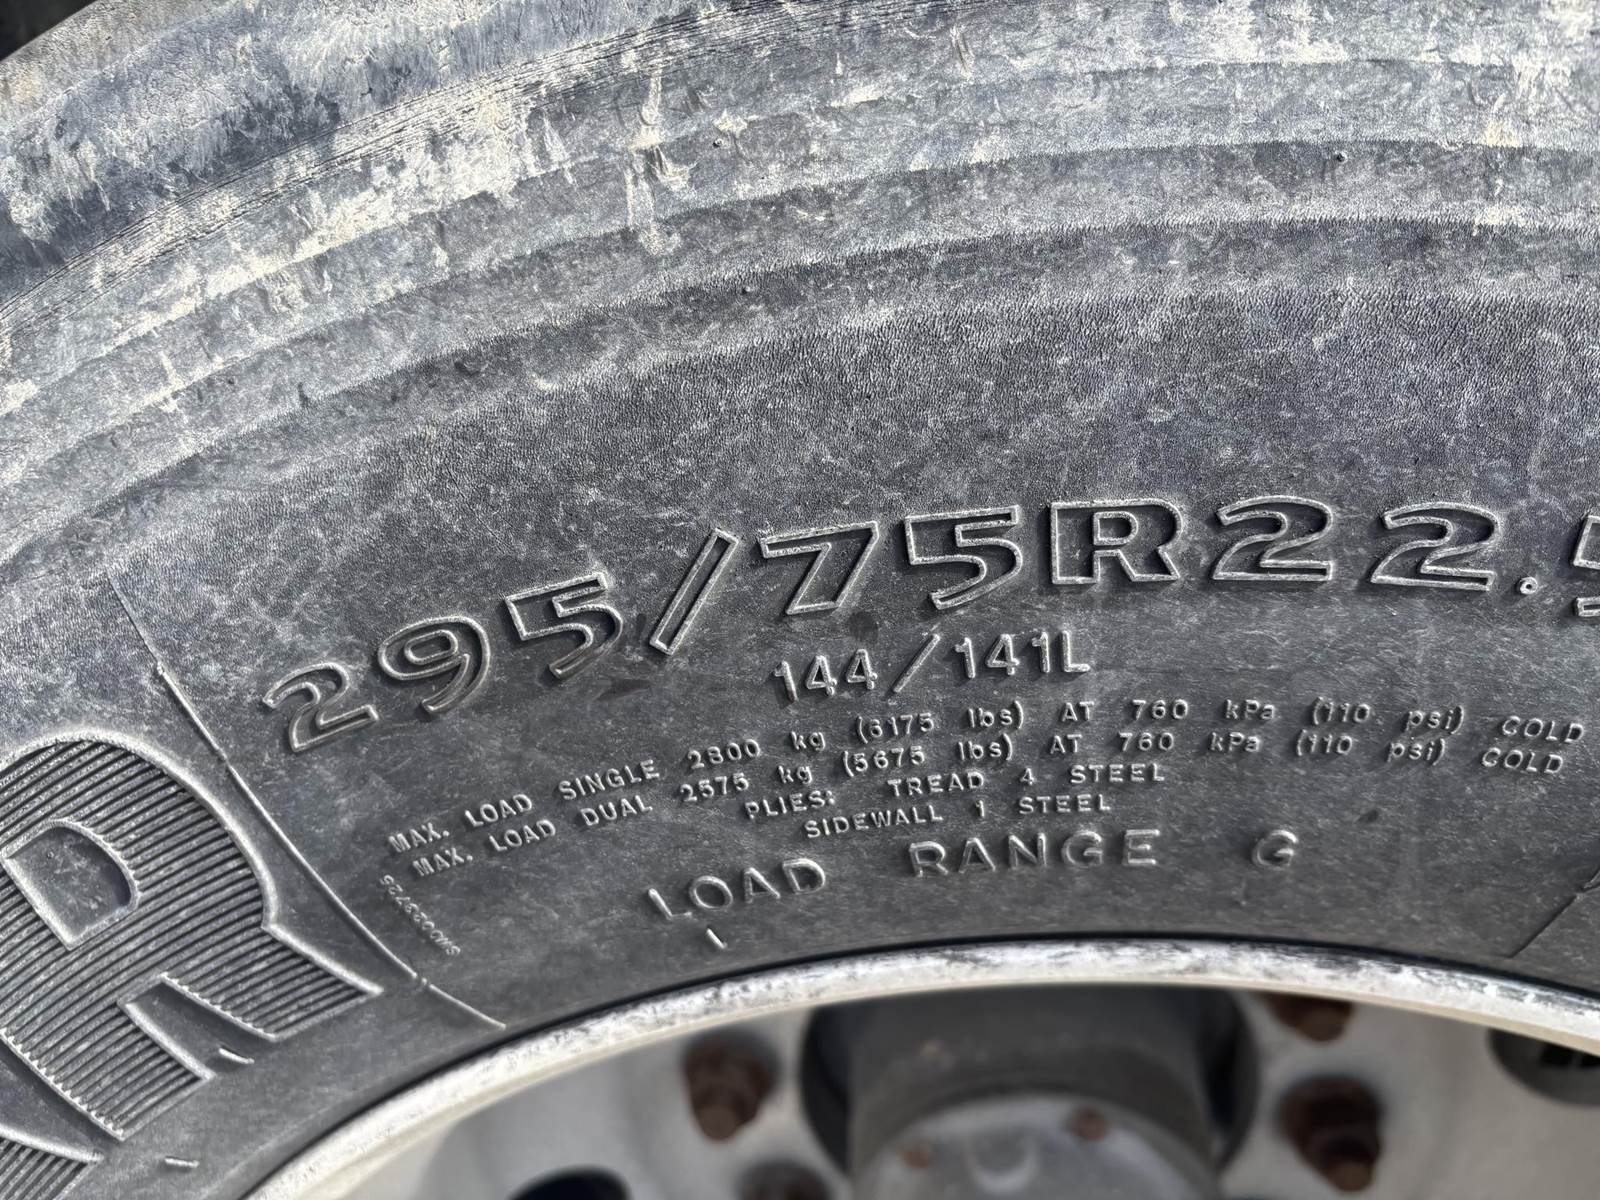 295/75R22.5
144/141L
MAX. LOAD SINGLE 2800 kg (6175 lbs) AT 760 kPa (110 psi) COLD
MAX. LOAD DUAL 2575 kg (5675 lbs) AT 760 kPa (110 psi) COLD
PLIES: TREAD 4 STEEL
SIDEWALL 1 STEEL
LOAD RANGE G
R